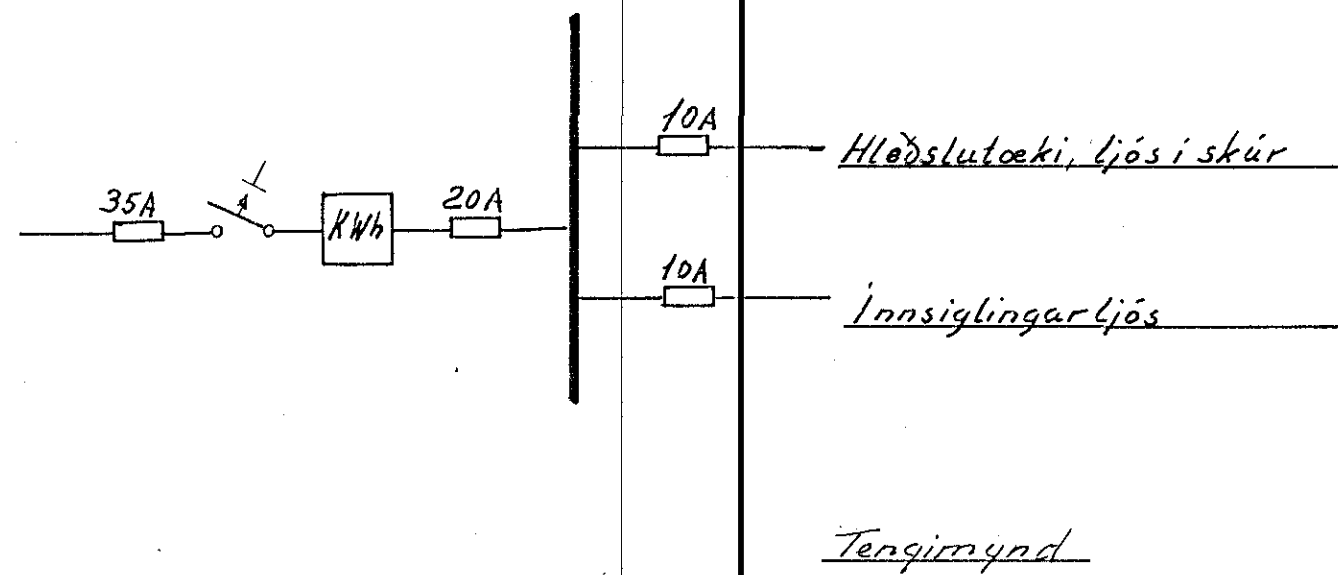 10A
Hleðslutæki, ljós í skúr
35A
KWh
20A
10A
Innsiglingarljós
Tengimynd